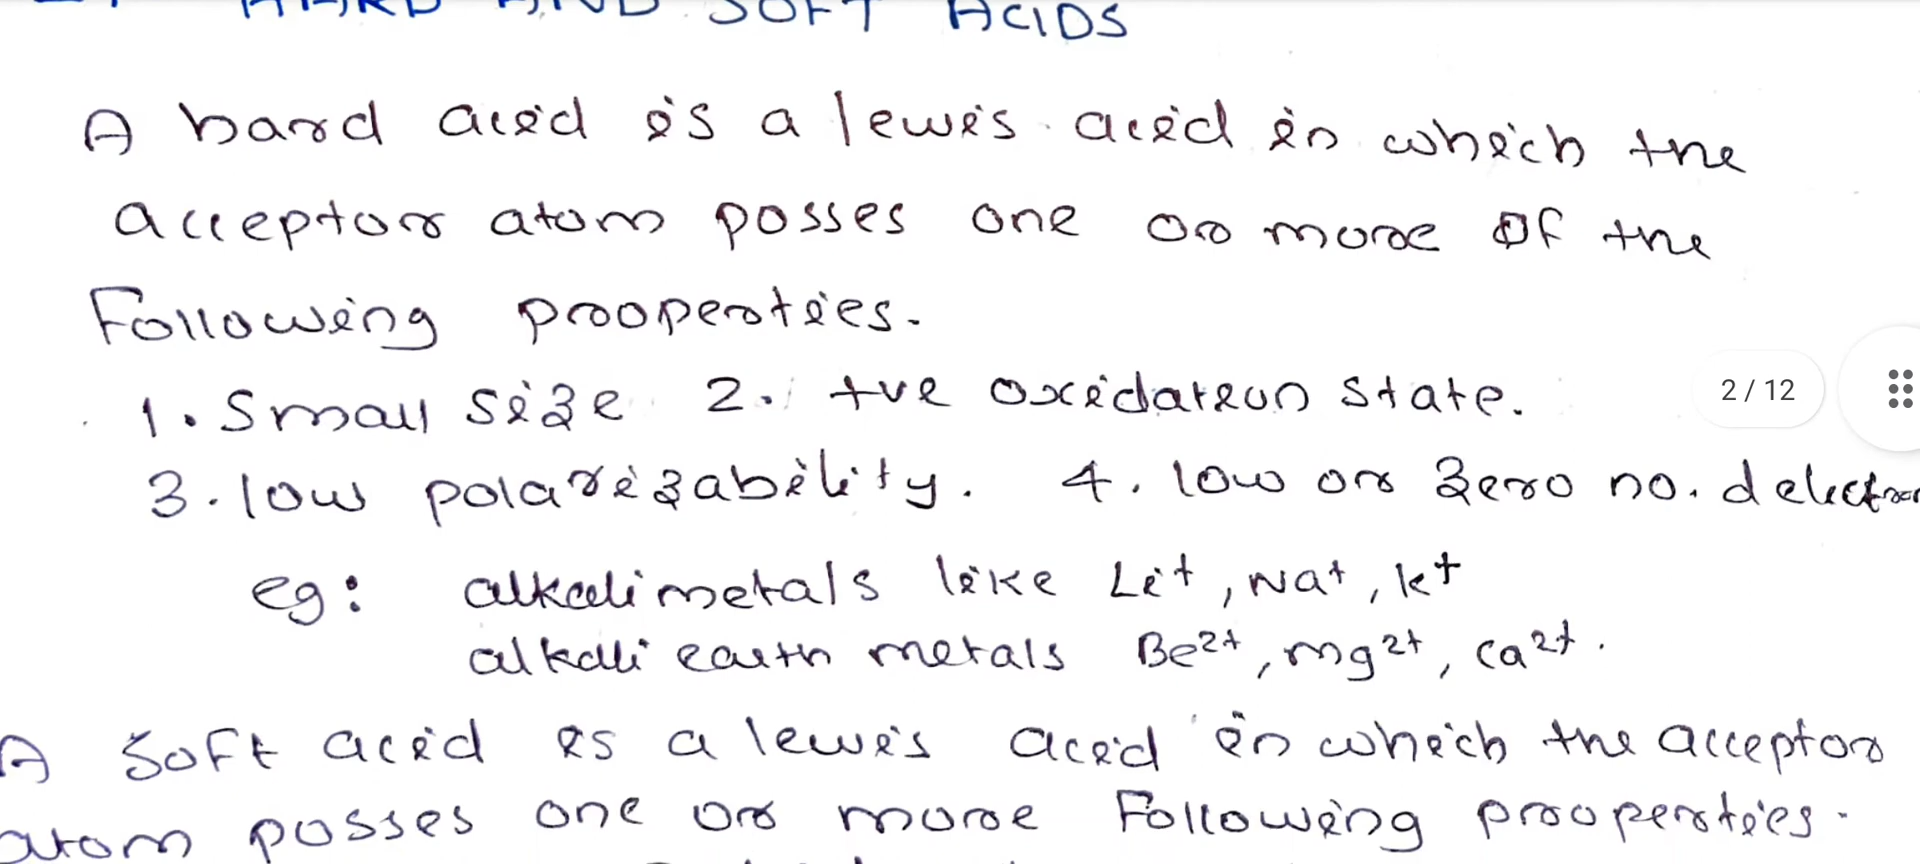 HARD AND SOFT ACIDS
A hard acid is a lewis acid in which the
acceptor atom posses one or more of the
Following properties.
1. Small size 2. +ve oxidation state.
3. low polarizability. 4. low or zero no. d electron
2 / 12
eg: alkali metals like Li+, Na+, k+
alkali earth metals Be2+, mg2+, ca2+.
A Soft acid is a lewis acid in which the acceptor
atom posses one or more Following properties.